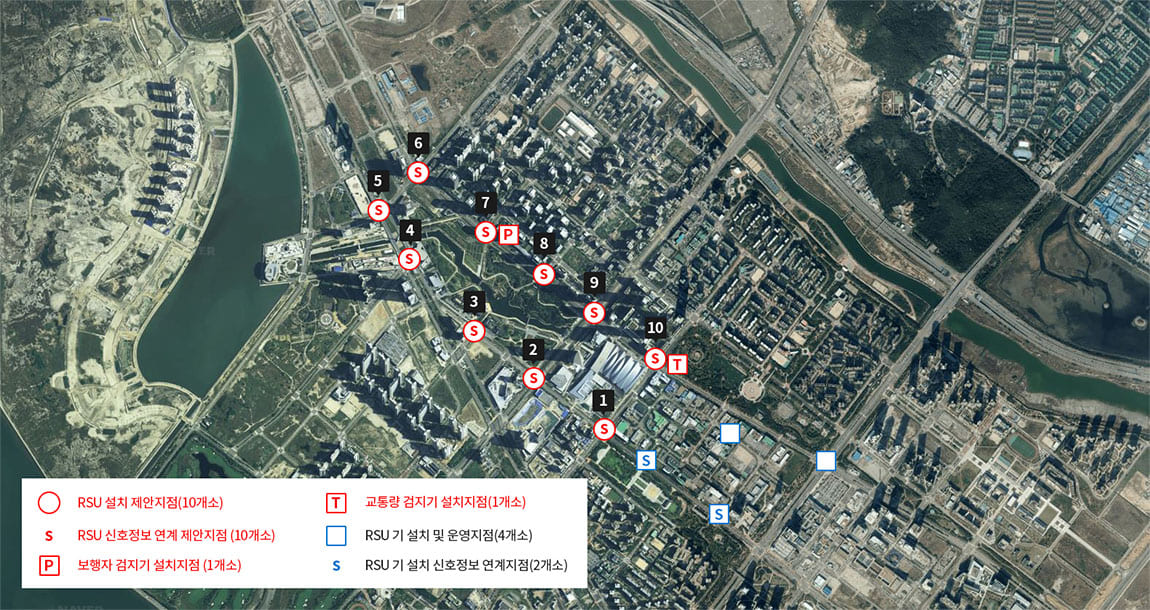 6
5
7
S
S
4
S
P
8
S
S
9
3
S
S
10
2
S
T
S
1
S
S
S
RSU 설치 제안지점(10개소)
S RSU 신호정보 연계 제안지점 (10개소)
P 보행자 검지기 설치지점 (1개소)
T 교통량 검지기 설치지점(1개소)
RSU 기 설치 및 운영지점(4개소)
S RSU 기 설치 신호정보 연계지점(2개소)
NAVER